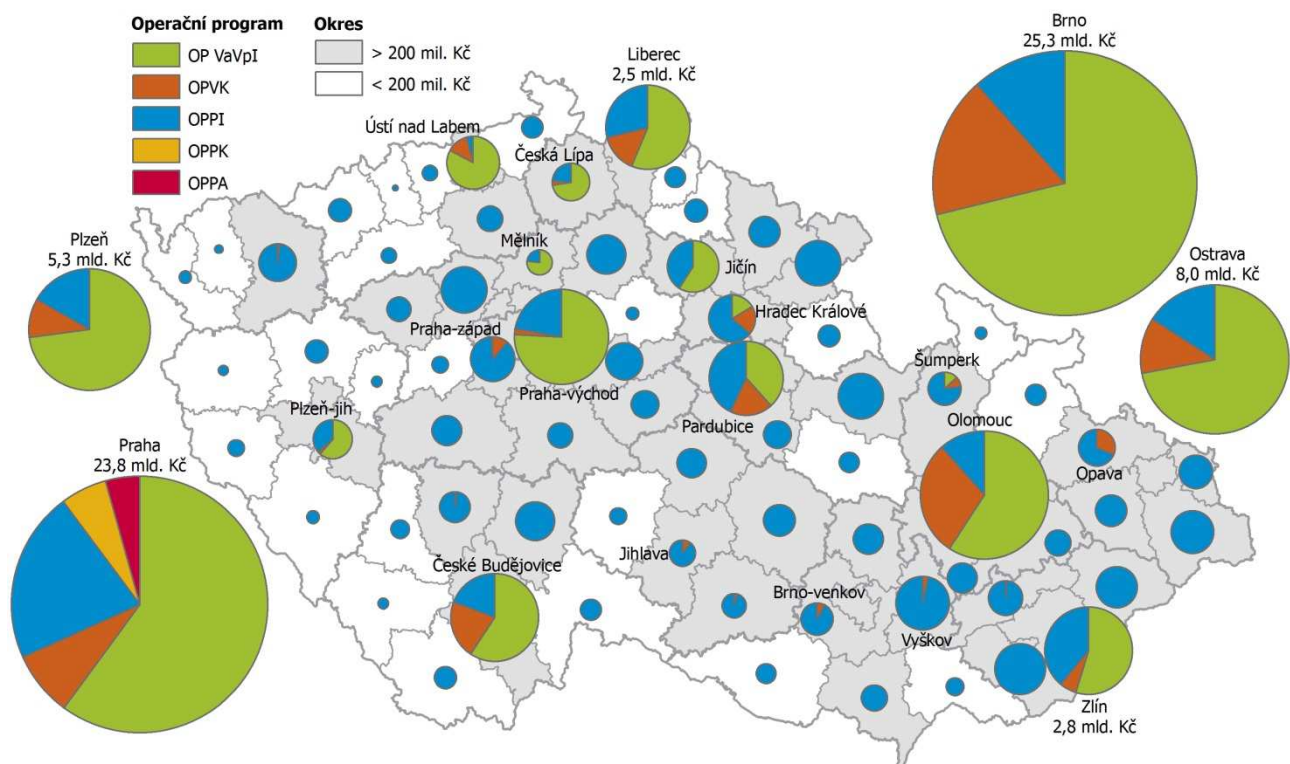 Operační program
OP VaVpI
OPVK
OPPI
OPPK
OPPA
Okres
> 200 mil. Kč
< 200 mil. Kč
Brno
25,3 mld. Kč
Liberec
2,5 mld. Kč
Ústí nad Labem
Česká Lípa
Plzeň
5,3 mld. Kč
Mělník
Jičín
Ostrava
8,0 mld. Kč
Hradec Králové
Praha-západ
Šumperk
Praha-východ
Plzeň-jih
Pardubice
Olomouc
Praha
23,8 mld. Kč
Opava
Jihlava
České Budějovice
Brno-venkov
Vyškov
Zlín
2,8 mld. Kč